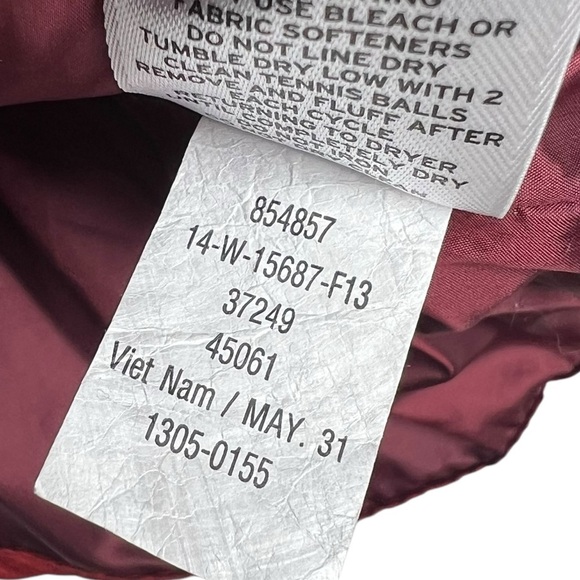 USE BLEACH OR
FABRIC SOFTENERS
DO NOT LINE DRY
TUMBLE DRY LOW WITH 2
CLEAN TENNIS BALLS
REMOVE AND FLUFF AFTER
EACH CYCLE
RETURNING TO DRYER
COMPLETELY DRY
854857
14-W-15687-F13
37249
45061
Viet Nam / MAY. 31
1305-0155